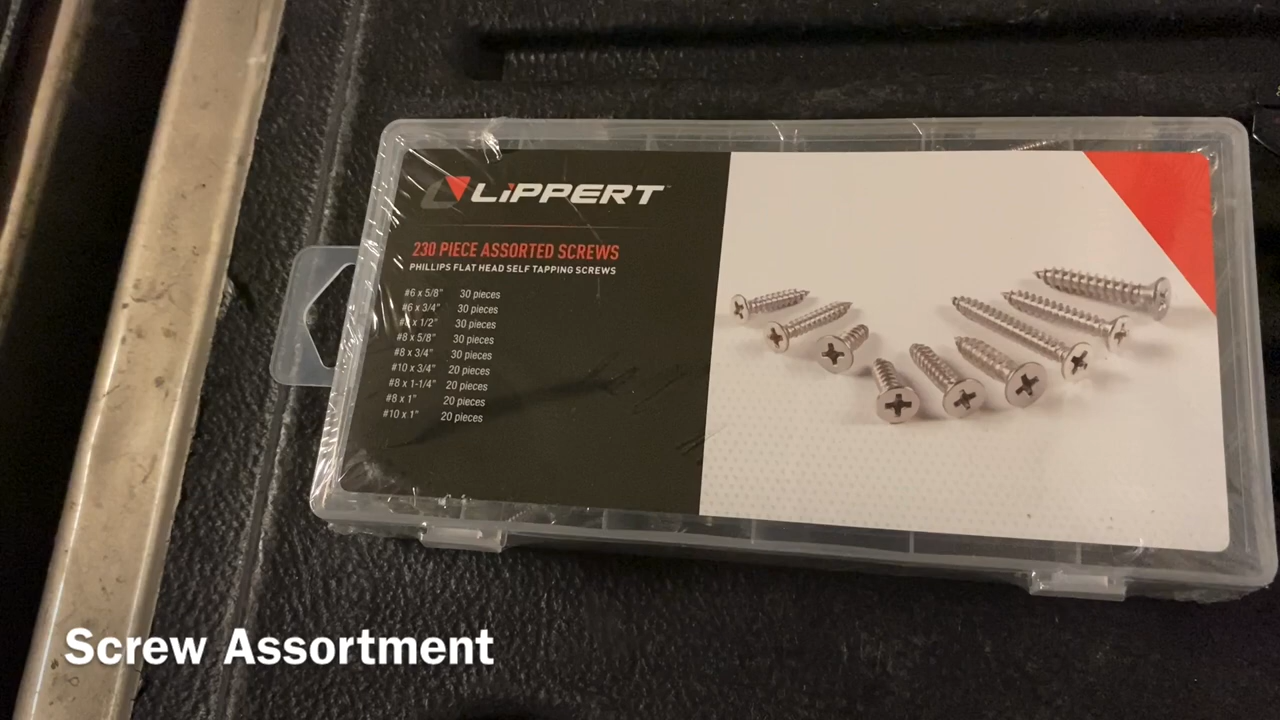 LIPPERT
230 PIECE ASSORTED SCREWS
PHILLIPS FLAT HEAD SELF TAPPING SCREWS
#6 x 5/8" 30 pieces
#6 x 3/4" 30 pieces
x 1/2" 30 pieces
#8 x 5/8" 30 pieces
#8 x 3/4" 30 pieces
#10 x 3/4" 20 pieces
#8 x 1-1/4" 20 pieces
#8 x 1" 20 pieces
#10 x 1" 20 pieces
Screw Assortment